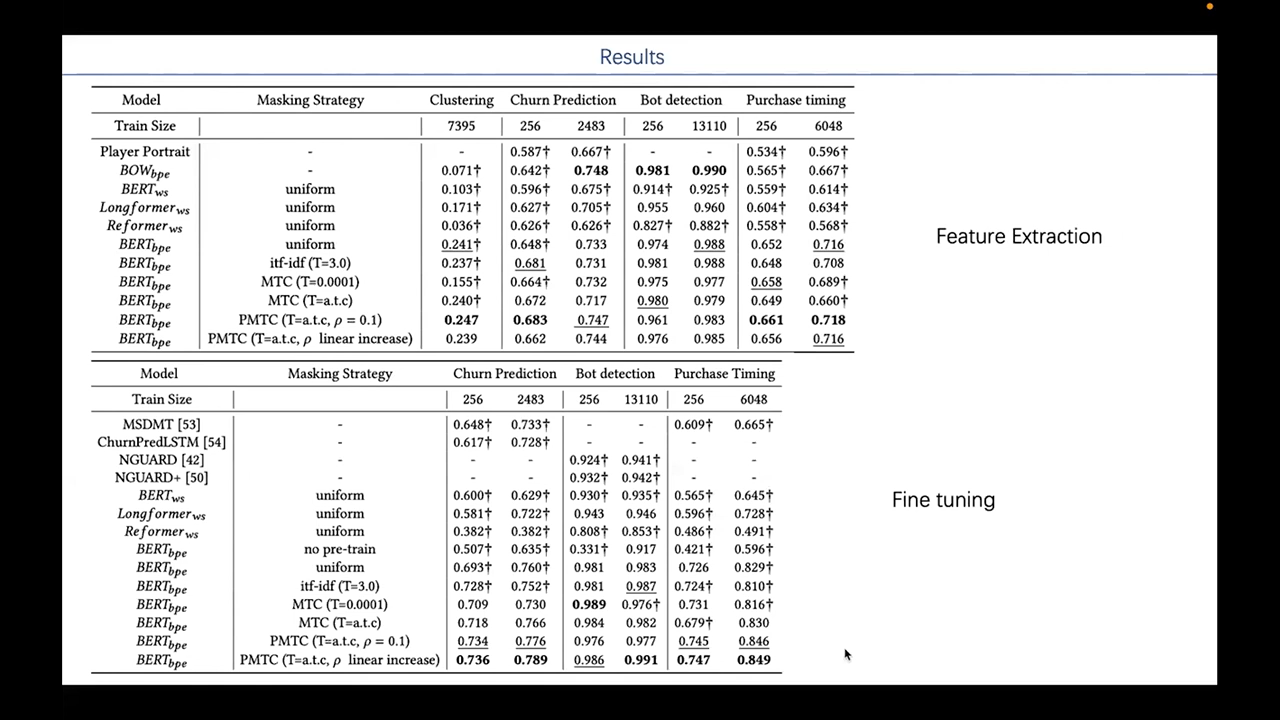 Results
Model Masking Strategy Clustering Churn Prediction Bot detection Purchase timing
Train Size 7395 256 2483 256 13110 256 6048
Player Portrait - - 0.587† 0.667† - - 0.534† 0.596†
BOWbpe - 0.071† 0.642† 0.748 0.981 0.990 0.565† 0.667†
BERTws uniform 0.103† 0.596† 0.675† 0.914† 0.925† 0.559† 0.614†
Longformerws uniform 0.171† 0.627† 0.705† 0.955 0.960 0.604† 0.634†
Reformerws uniform 0.036† 0.626† 0.626† 0.827† 0.882† 0.558† 0.568†
BERTbpe uniform 0.241† 0.648† 0.733 0.974 0.988 0.652 0.716
BERTbpe itf-idf (T=3.0) 0.237† 0.681 0.731 0.981 0.988 0.648 0.708
BERTbpe MTC (T=0.0001) 0.155† 0.664† 0.732 0.975 0.977 0.658 0.689†
BERTbpe MTC (T=a.t.c) 0.240† 0.672 0.717 0.980 0.979 0.649 0.660†
BERTbpe PMTC (T=a.t.c, ρ = 0.1) 0.247 0.683 0.747 0.961 0.983 0.661 0.718
BERTbpe PMTC (T=a.t.c, ρ linear increase) 0.239 0.662 0.744 0.976 0.985 0.656 0.716
Feature Extraction
Model Masking Strategy Churn Prediction Bot detection Purchase Timing
Train Size 256 2483 256 13110 256 6048
MSDMT [53] - 0.648† 0.733† - - 0.609† 0.665†
ChurnPredLSTM [54] - 0.617† 0.728† - - - -
NGUARD [42] - - - 0.924† 0.941† - -
NGUARD+ [50] - - - 0.932† 0.942† - -
BERTws uniform 0.600† 0.629† 0.930† 0.935† 0.565† 0.645†
Longformerws uniform 0.581† 0.722† 0.943 0.946 0.596† 0.728†
Reformerws uniform 0.382† 0.382† 0.808† 0.853† 0.486† 0.491†
BERTbpe no pre-train 0.507† 0.635† 0.331† 0.917 0.421† 0.596†
BERTbpe uniform 0.693† 0.760† 0.981 0.983 0.726 0.829†
BERTbpe itf-idf (T=3.0) 0.728† 0.752† 0.981 0.987 0.724† 0.810†
BERTbpe MTC (T=0.0001) 0.709 0.730 0.989 0.976† 0.731 0.816†
BERTbpe MTC (T=a.t.c) 0.718 0.766 0.984 0.982 0.679† 0.830
BERTbpe PMTC (T=a.t.c, ρ = 0.1) 0.734 0.776 0.976 0.977 0.745 0.846
BERTbpe PMTC (T=a.t.c, ρ linear increase) 0.736 0.789 0.986 0.991 0.747 0.849
Fine tuning